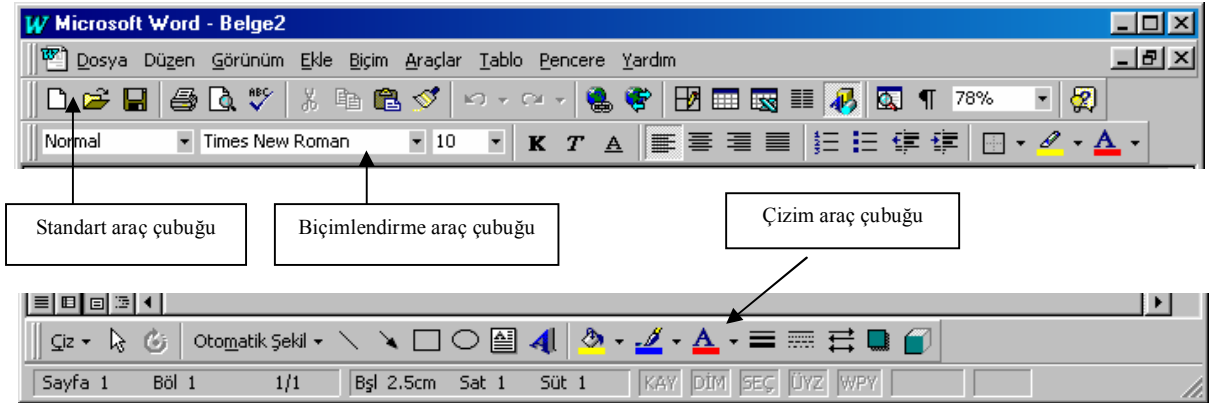 Microsoft Word - Belge2
Dosya Düzen Görünüm Ekle Biçim Araçlar Tablo Pencere Yardım
ABC 78%
Normal Times New Roman 10 K T A A
Standart araç çubuğu
Biçimlendirme araç çubuğu
Çizim araç çubuğu
Çiz Otomatik Şekil A
Sayfa 1 Böl 1 1/1 Bşl 2.5cm Sat 1 Süt 1 KAY DİM SEÇ ÜYZ WPY